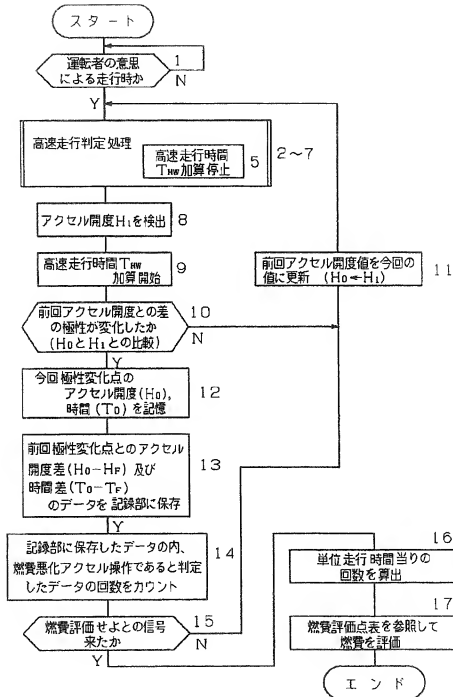 スタート
運転者の意思
による走行時か
1
N
Y
高速走行判定処理
高速走行時間
THW 加算停止
5
2〜7
アクセル開度H1を検出
8
高速走行時間THW
加算開始
9
前回アクセル開度との差
の極性が変化したか
(H0とH1との比較)
10
N
Y
前回アクセル開度値を今回の
値に更新 (H0←H1)
11
今回極性変化点の
アクセル開度(H0),
時間(T0)を記憶
12
前回極性変化点とのアクセル
開度差(H0-HF)及び
時間差(T0-TF)
のデータを記録部に保存
13
Y
記録部に保存したデータの内、
燃費悪化アクセル操作であると判定
したデータの回数をカウント
14
燃費評価せよとの信号
来たか
15
N
Y
単位走行時間当りの
回数を算出
16
燃費評価点表を参照して
燃費を評価
17
エンド